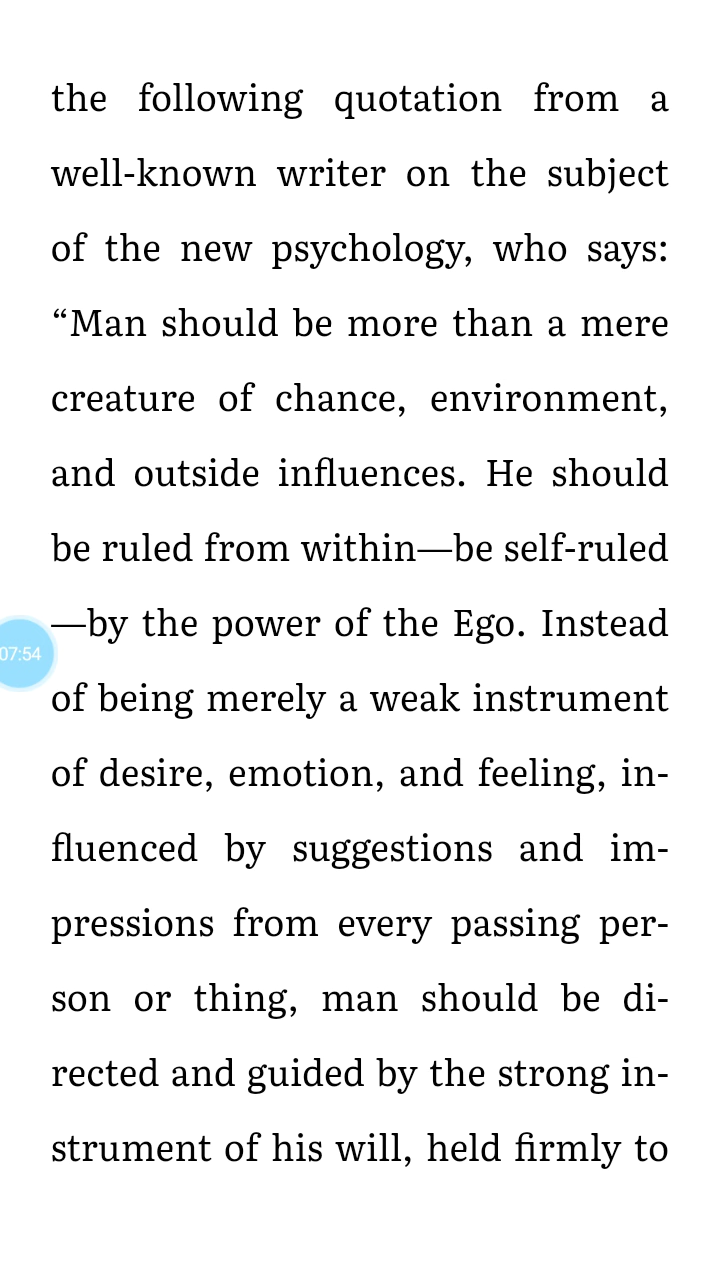 the following quotation from a
well-known writer on the subject
of the new psychology, who says:
“Man should be more than a mere
creature of chance, environment,
and outside influences. He should
be ruled from within—be self-ruled
—by the power of the Ego. Instead
07:54
of being merely a weak instrument
of desire, emotion, and feeling, in-
fluenced by suggestions and im-
pressions from every passing per-
son or thing, man should be di-
rected and guided by the strong in-
strument of his will, held firmly to